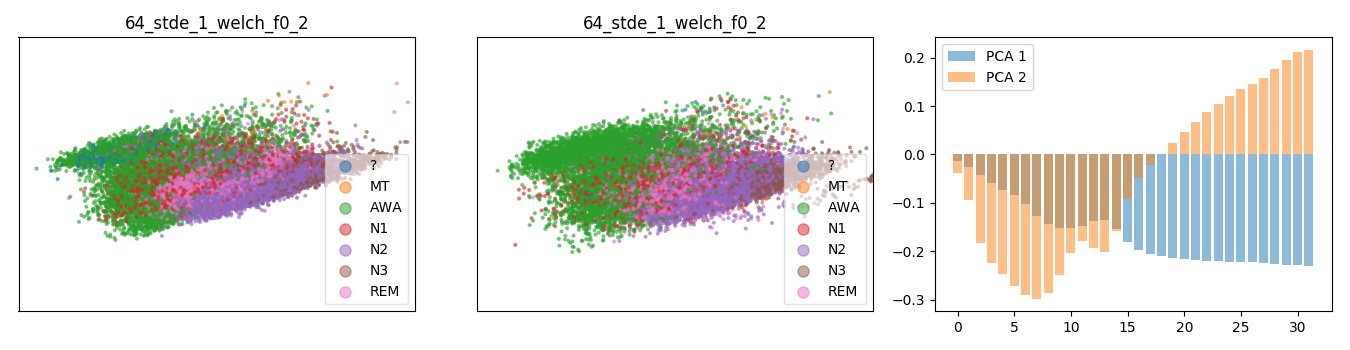 64_stde_1_welch_f0_2
?
MT
AWA
N1
N2
N3
REM
64_stde_1_welch_f0_2
?
MT
AWA
N1
N2
N3
REM
PCA 1
PCA 2
0.2
0.1
0.0
−0.1
−0.2
−0.3
0 5 10 15 20 25 30